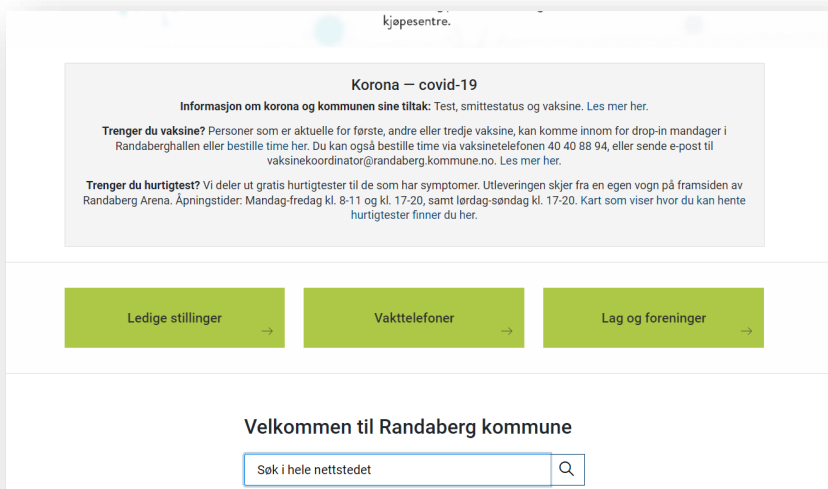 kjøpesentre.
Korona – covid-19
Informasjon om korona og kommunen sine tiltak: Test, smittestatus og vaksine. Les mer her.
Trenger du vaksine? Personer som er aktuelle for første, andre eller tredje vaksine, kan komme innom for drop-in mandager i
Randaberghallen eller bestille time her. Du kan også bestille time via vaksinetelefonen 40 40 88 94, eller sende e-post til
vaksinekoordinator@randaberg.kommune.no. Les mer her.
Trenger du hurtigtest? Vi deler ut gratis hurtigtester til de som har symptomer. Utleveringen skjer fra en egen vogn på framsiden av
Randaberg Arena. Åpningstider: Mandag-fredag kl. 8-11 og kl. 17-20, samt lørdag-søndag kl. 17-20. Kart som viser hvor du kan hente
hurtigtester finner du her.
Ledige stillinger
Vakttelefoner
Lag og foreninger
Velkommen til Randaberg kommune
Søk i hele nettstedet